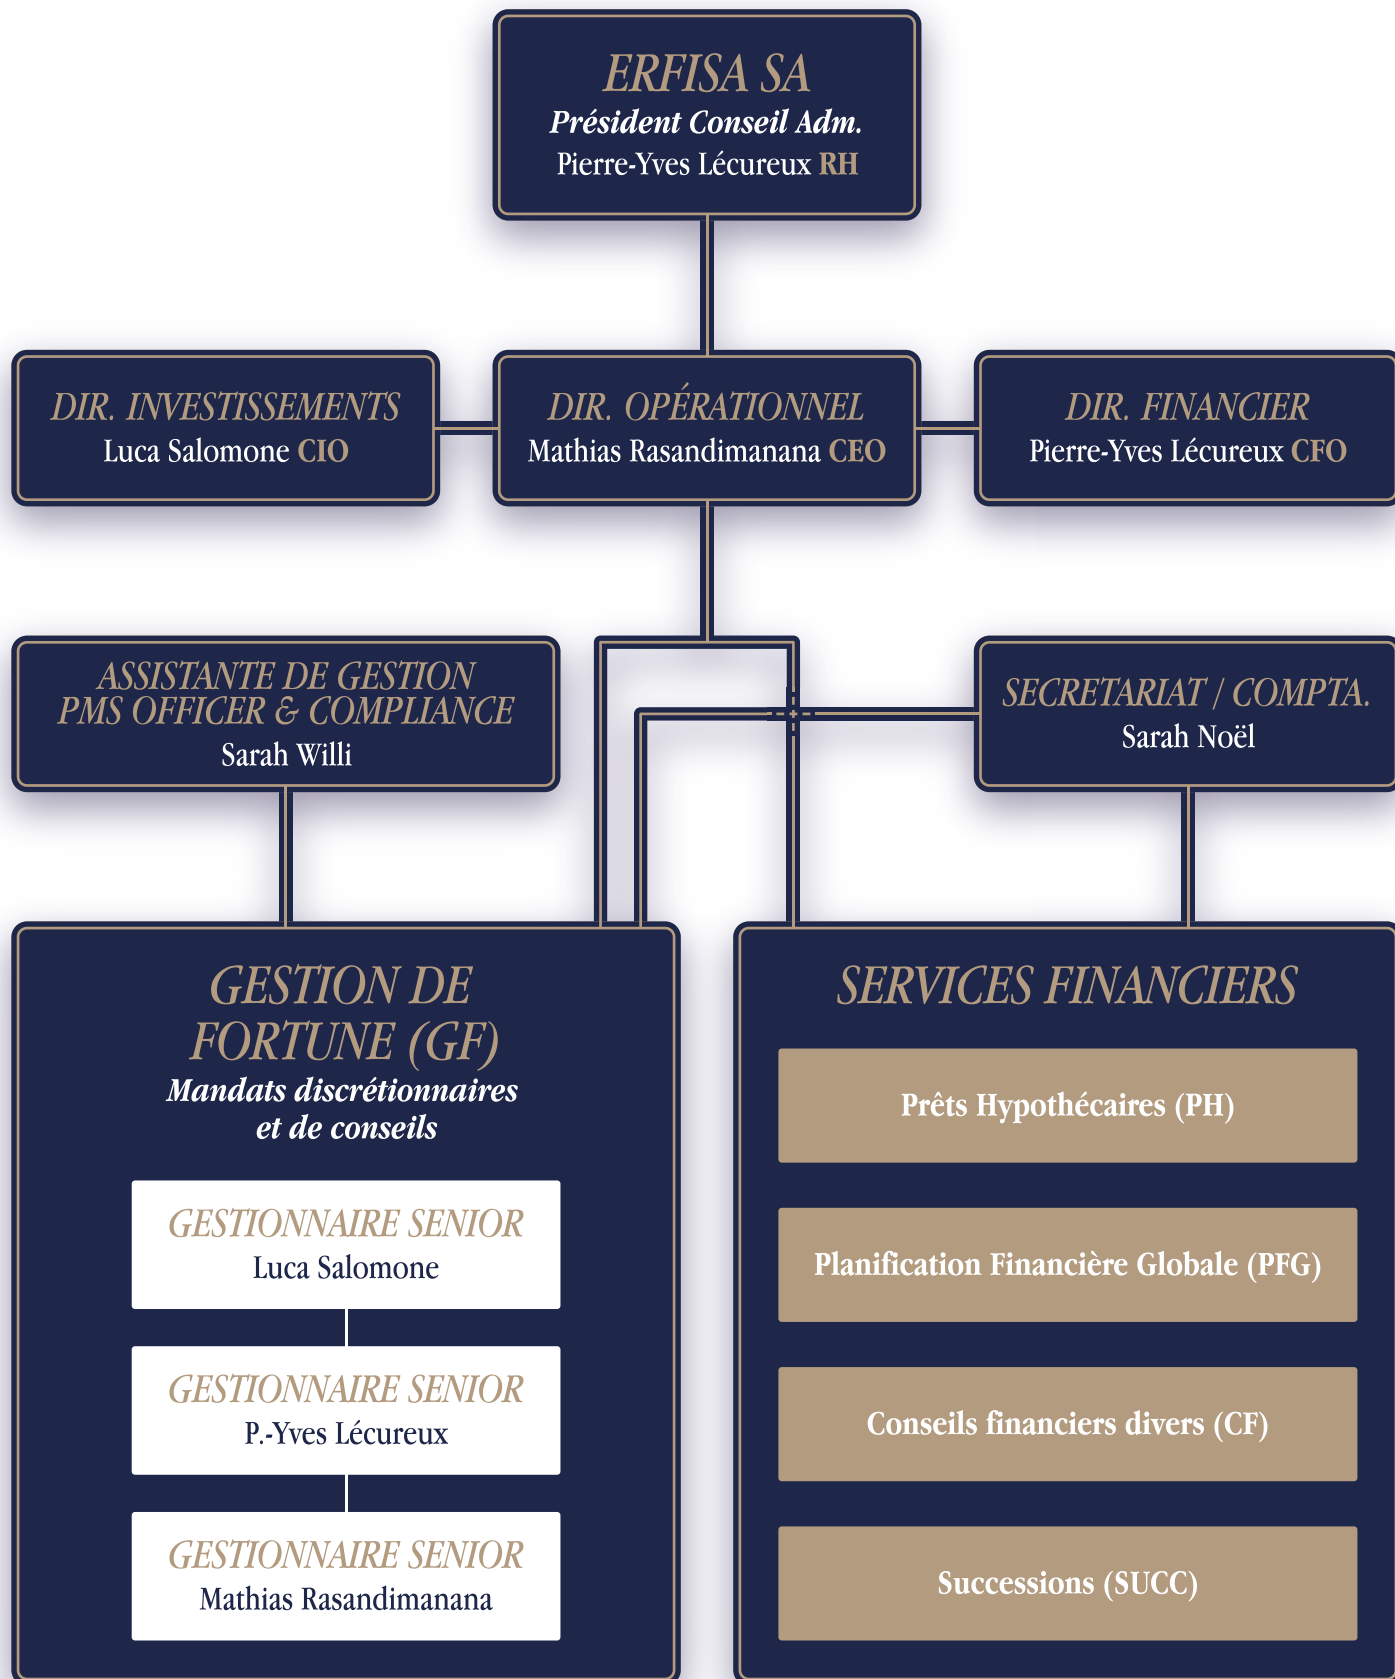 ERFISA SA
Président Conseil Adm.
Pierre-Yves Lécureux RH
DIR. INVESTISSEMENTS
Luca Salomone CIO
DIR. OPÉRATIONNEL
Mathias Rasandimanana CEO
DIR. FINANCIER
Pierre-Yves Lécureux CFO
ASSISTANTE DE GESTION
PMS OFFICER & COMPLIANCE
Sarah Willi
SECRETARIAT / COMPTA.
Sarah Noël
GESTION DE
FORTUNE (GF)
Mandats discrétionnaires
et de conseils
GESTIONNAIRE SENIOR
Luca Salomone
GESTIONNAIRE SENIOR
P.-Yves Lécureux
GESTIONNAIRE SENIOR
Mathias Rasandimanana
SERVICES FINANCIERS
Prêts Hypothécaires (PH)
Planification Financière Globale (PFG)
Conseils financiers divers (CF)
Successions (SUCC)